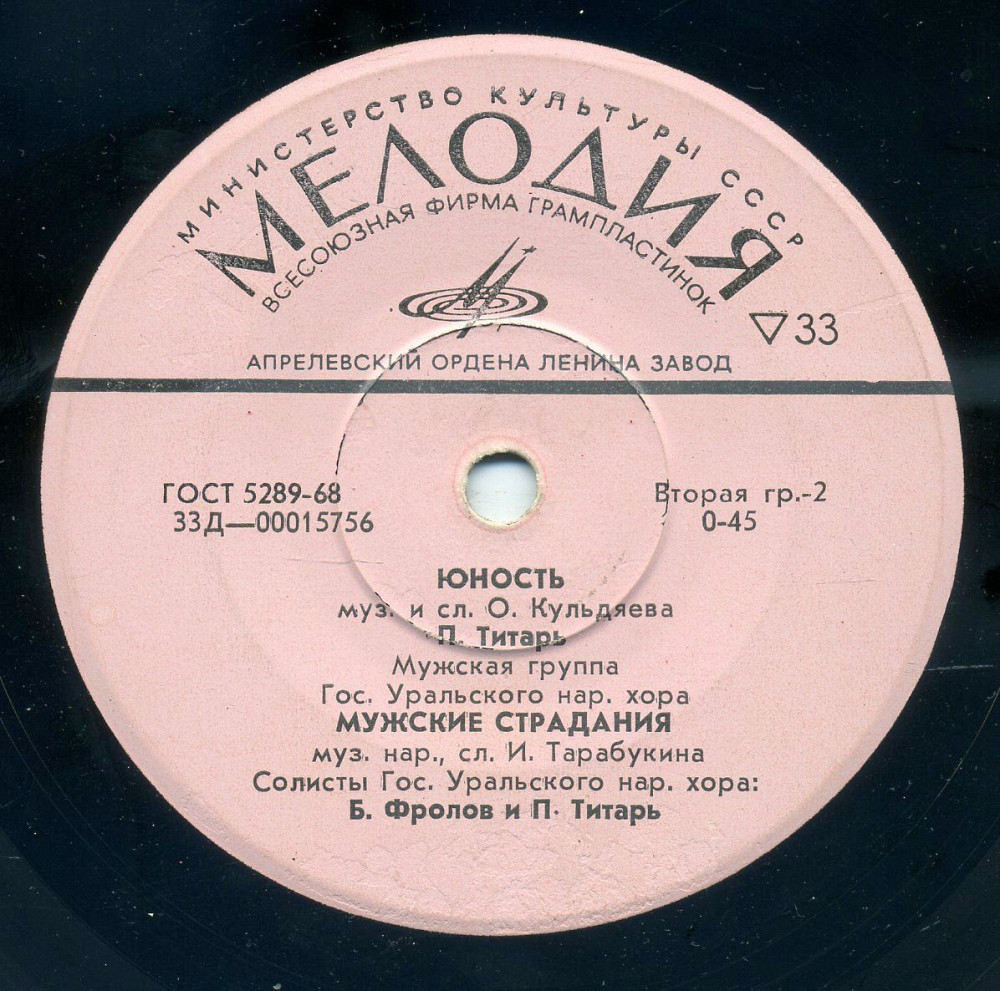 МИНИСТЕРСТВО КУЛЬТУРЫ СССР
МЕЛОДИЯ
ВСЕСОЮЗНАЯ ФИРМА ГРАМПЛАСТИНОК
▽33
АПРЕЛЕВСКИЙ ОРДЕНА ЛЕНИНА ЗАВОД
ГОСТ 5289-68
Вторая гр.-2
33Д—00015756
0-45
ЮНОСТЬ
муз. и сл. О. Кульдяева
П. Титарь
Мужская группа
Гос. Уральского нар. хора
МУЖСКИЕ СТРАДАНИЯ
муз. нар., сл. И. Тарабукина
Солисты Гос. Уральского нар. хора:
Б. Фролов и П. Титарь